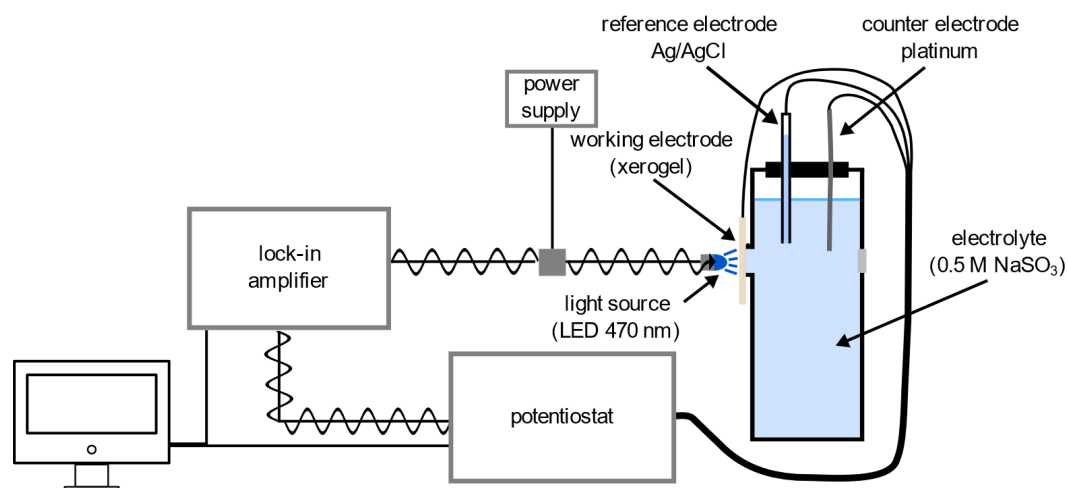 reference electrode
Ag/AgCl
counter electrode
platinum
power
supply
working electrode
(xerogel)
lock-in
amplifier
electrolyte
(0.5 M NaSO₃)
light source
(LED 470 nm)
potentiostat